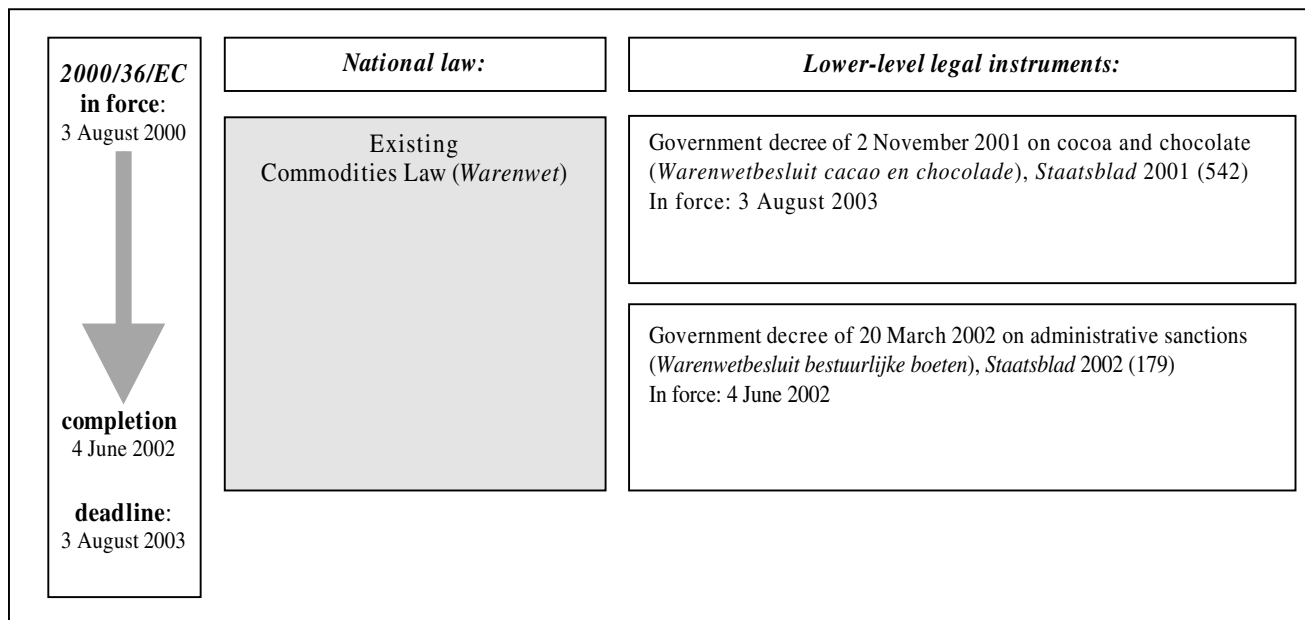 2000/36/EC
in force:
3 August 2000
completion
4 June 2002
deadline:
3 August 2003
National law:
Existing
Commodities Law (Warenwet)
Lower-level legal instruments:
Government decree of 2 November 2001 on cocoa and chocolate
(Warenwetbesluit cacao en chocolade), Staatsblad 2001 (542)
In force: 3 August 2003
Government decree of 20 March 2002 on administrative sanctions
(Warenwetbesluit bestuurlijke boeten), Staatsblad 2002 (179)
In force: 4 June 2002